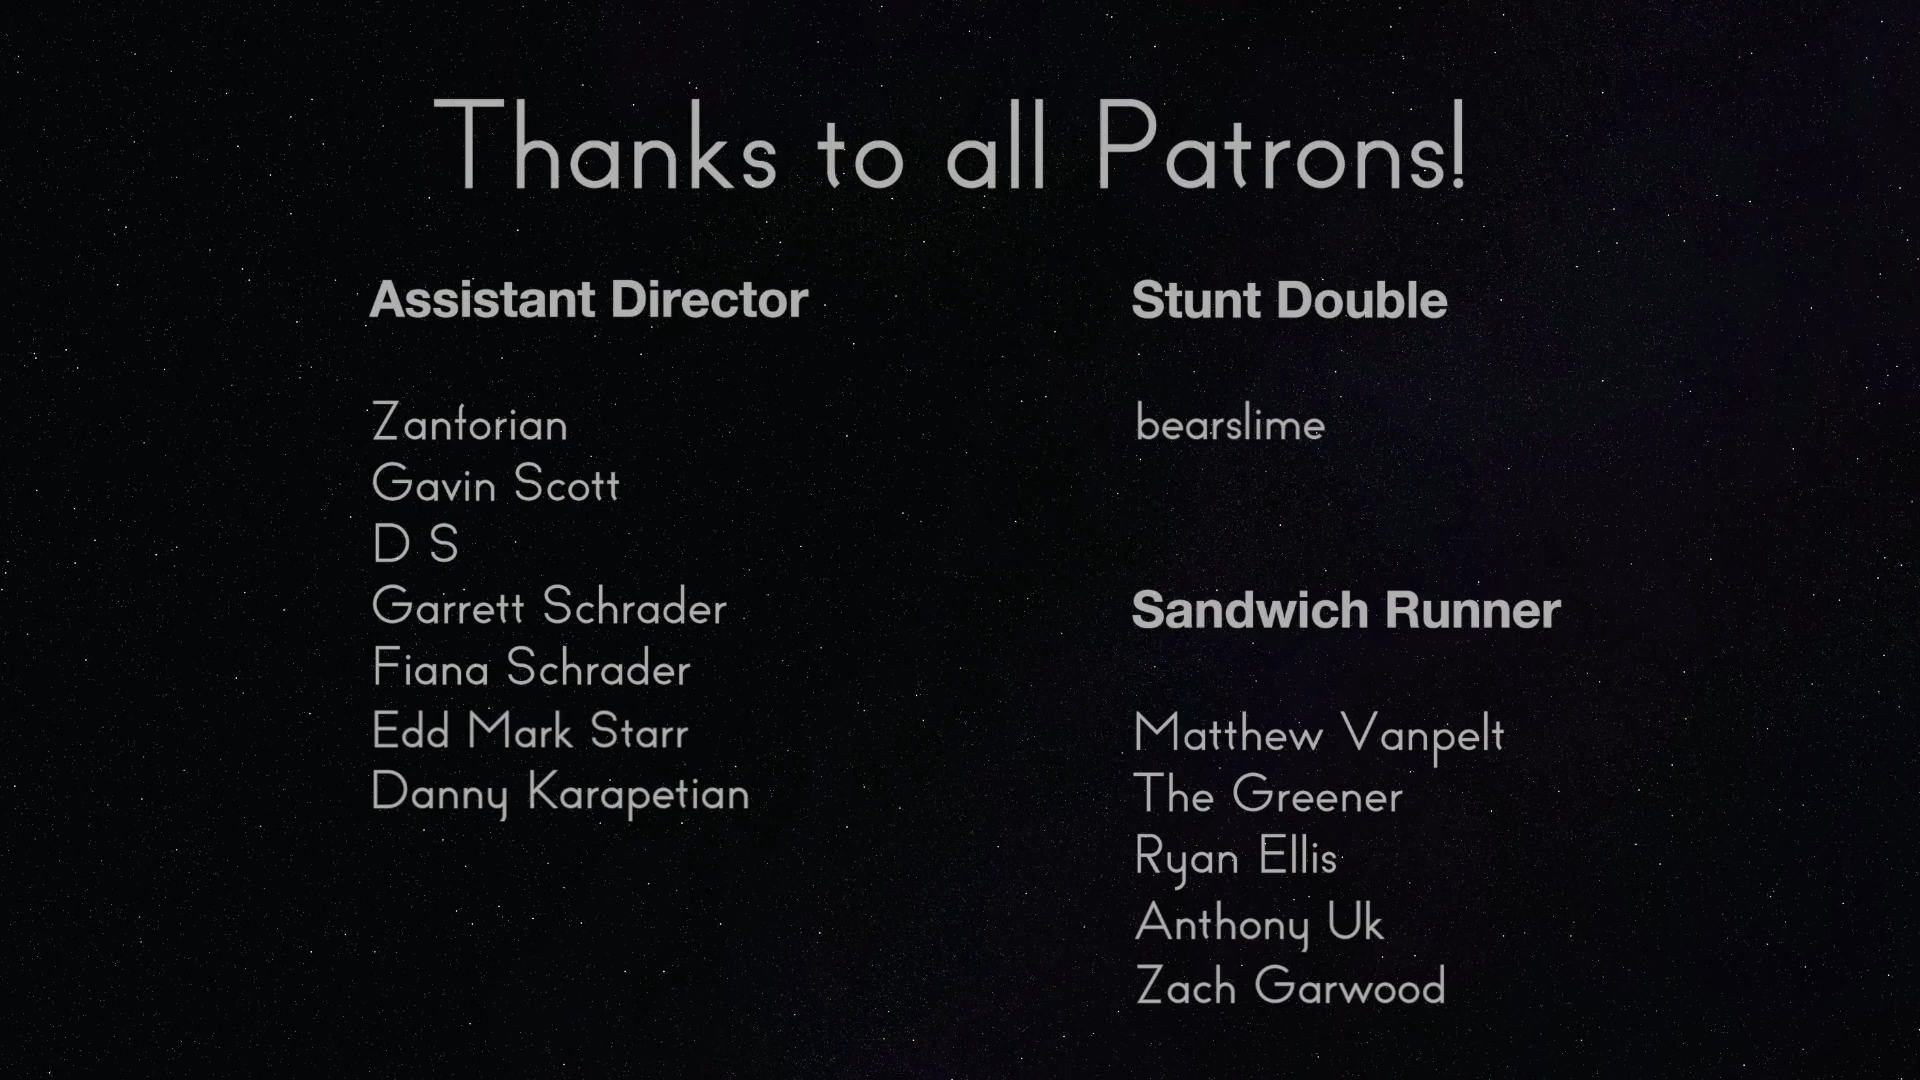 Thanks to all Patrons!
Assistant Director
Zanforian
Gavin Scott
D S
Garrett Schrader
Fiana Schrader
Edd Mark Starr
Danny Karapetian
Stunt Double
bearslime
Sandwich Runner
Matthew Vanpelt
The Greener
Ryan Ellis
Anthony Uk
Zach Garwood